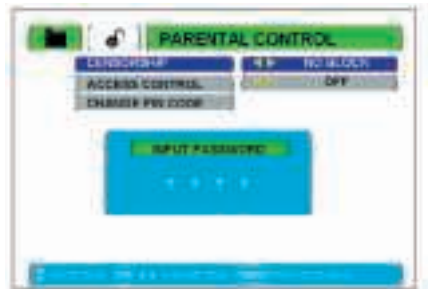 PARENTAL CONTROL
CENSORSHIP NO BLOCK
ACCESS CONTROL OFF
CHANGE PIN CODE
INPUT PASSWORD
* * * *